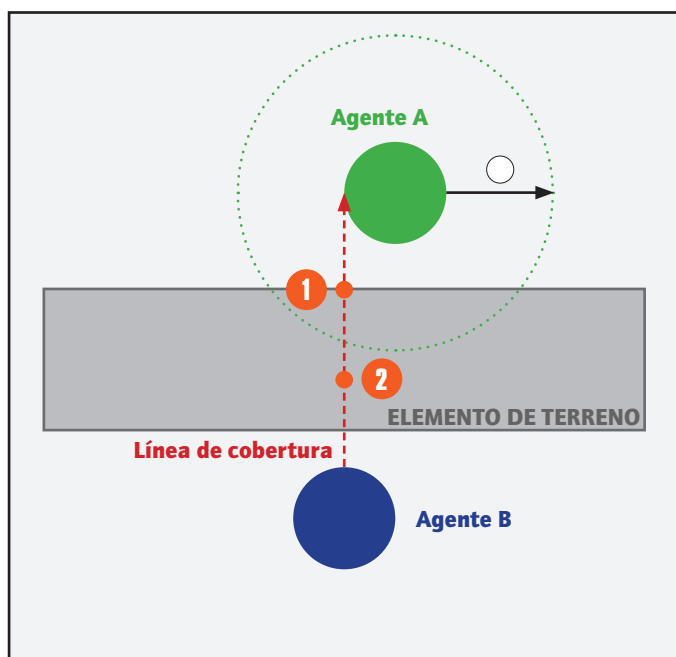 Agente A
1
2
ELEMENTO DE TERRENO
Línea de cobertura
Agente B